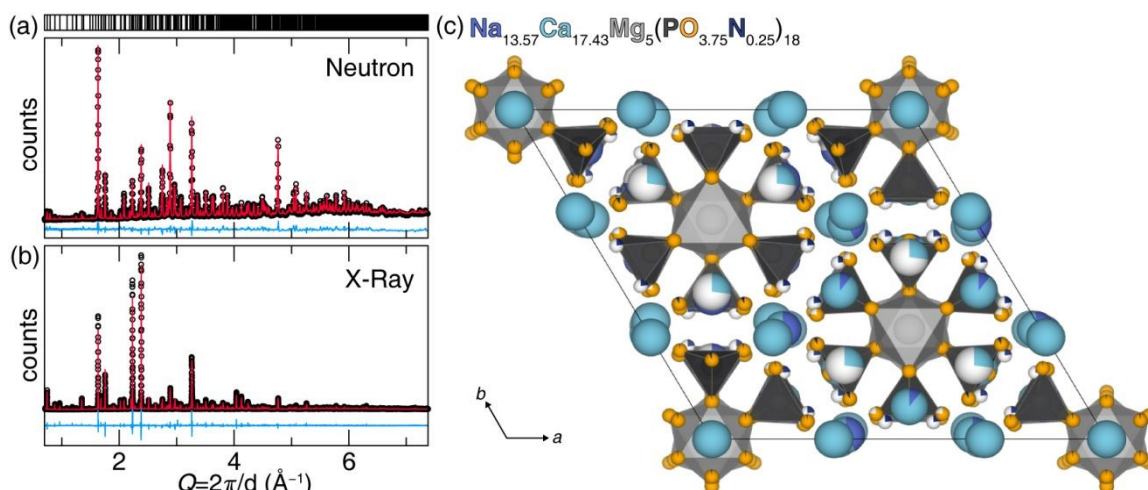 (a)
Neutron
counts
(b)
X-Ray
counts
2 4 6
Q=2π/d (Å⁻¹)
(c) Na₁₃.₅₇Ca₁₇.₄₃Mg₅(PO₃.₇₅N₀.₂₅)₁₈
b
a